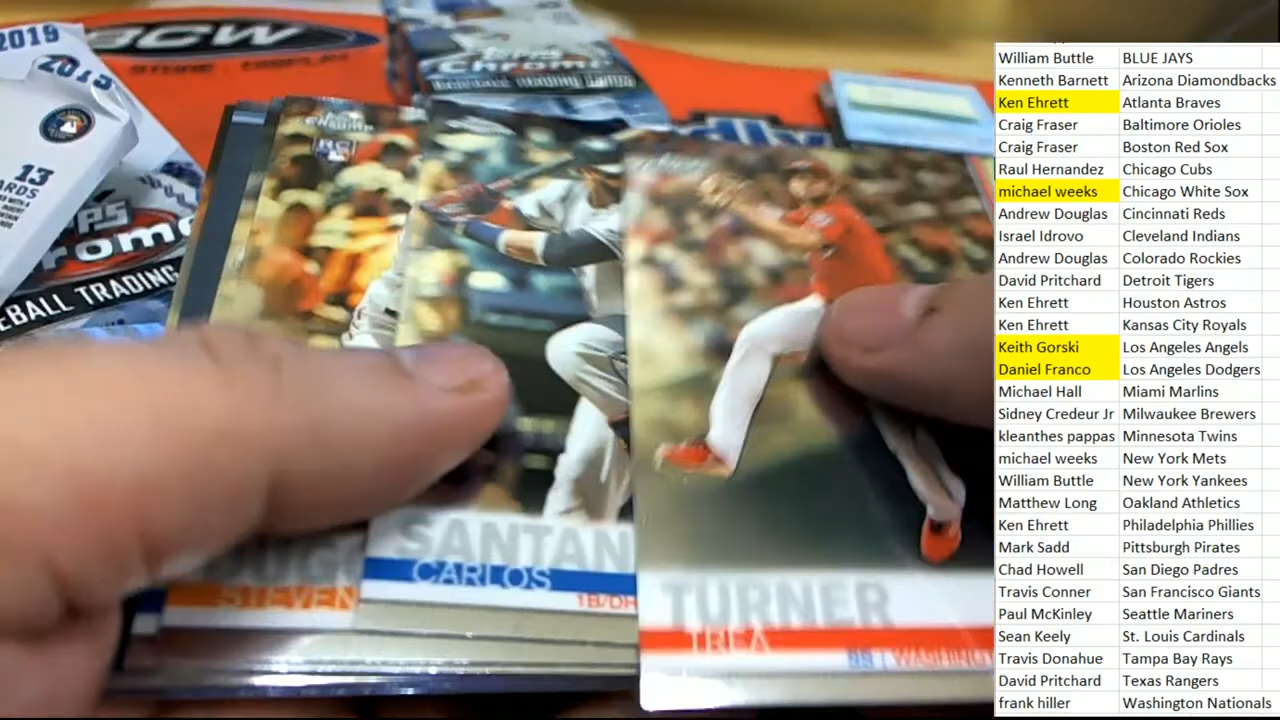 2019
2019
BCW
Topps
Chrome
13
TOPPS
BASEBALL TRADING
Topps
Chrome
SANTAN
CARLOS
1B/DH
STEVEN
TURNER
TREA
SS | WASHING
William Buttle BLUE JAYS
Kenneth Barnett Arizona Diamondbacks
Ken Ehrett Atlanta Braves
Craig Fraser Baltimore Orioles
Craig Fraser Boston Red Sox
Raul Hernandez Chicago Cubs
michael weeks Chicago White Sox
Andrew Douglas Cincinnati Reds
Israel Idrovo Cleveland Indians
Andrew Douglas Colorado Rockies
David Pritchard Detroit Tigers
Ken Ehrett Houston Astros
Ken Ehrett Kansas City Royals
Keith Gorski Los Angeles Angels
Daniel Franco Los Angeles Dodgers
Michael Hall Miami Marlins
Sidney Credeur Jr Milwaukee Brewers
kleanthes pappas Minnesota Twins
michael weeks New York Mets
William Buttle New York Yankees
Matthew Long Oakland Athletics
Ken Ehrett Philadelphia Phillies
Mark Sadd Pittsburgh Pirates
Chad Howell San Diego Padres
Travis Conner San Francisco Giants
Paul McKinley Seattle Mariners
Sean Keely St. Louis Cardinals
Travis Donahue Tampa Bay Rays
David Pritchard Texas Rangers
frank hiller Washington Nationals